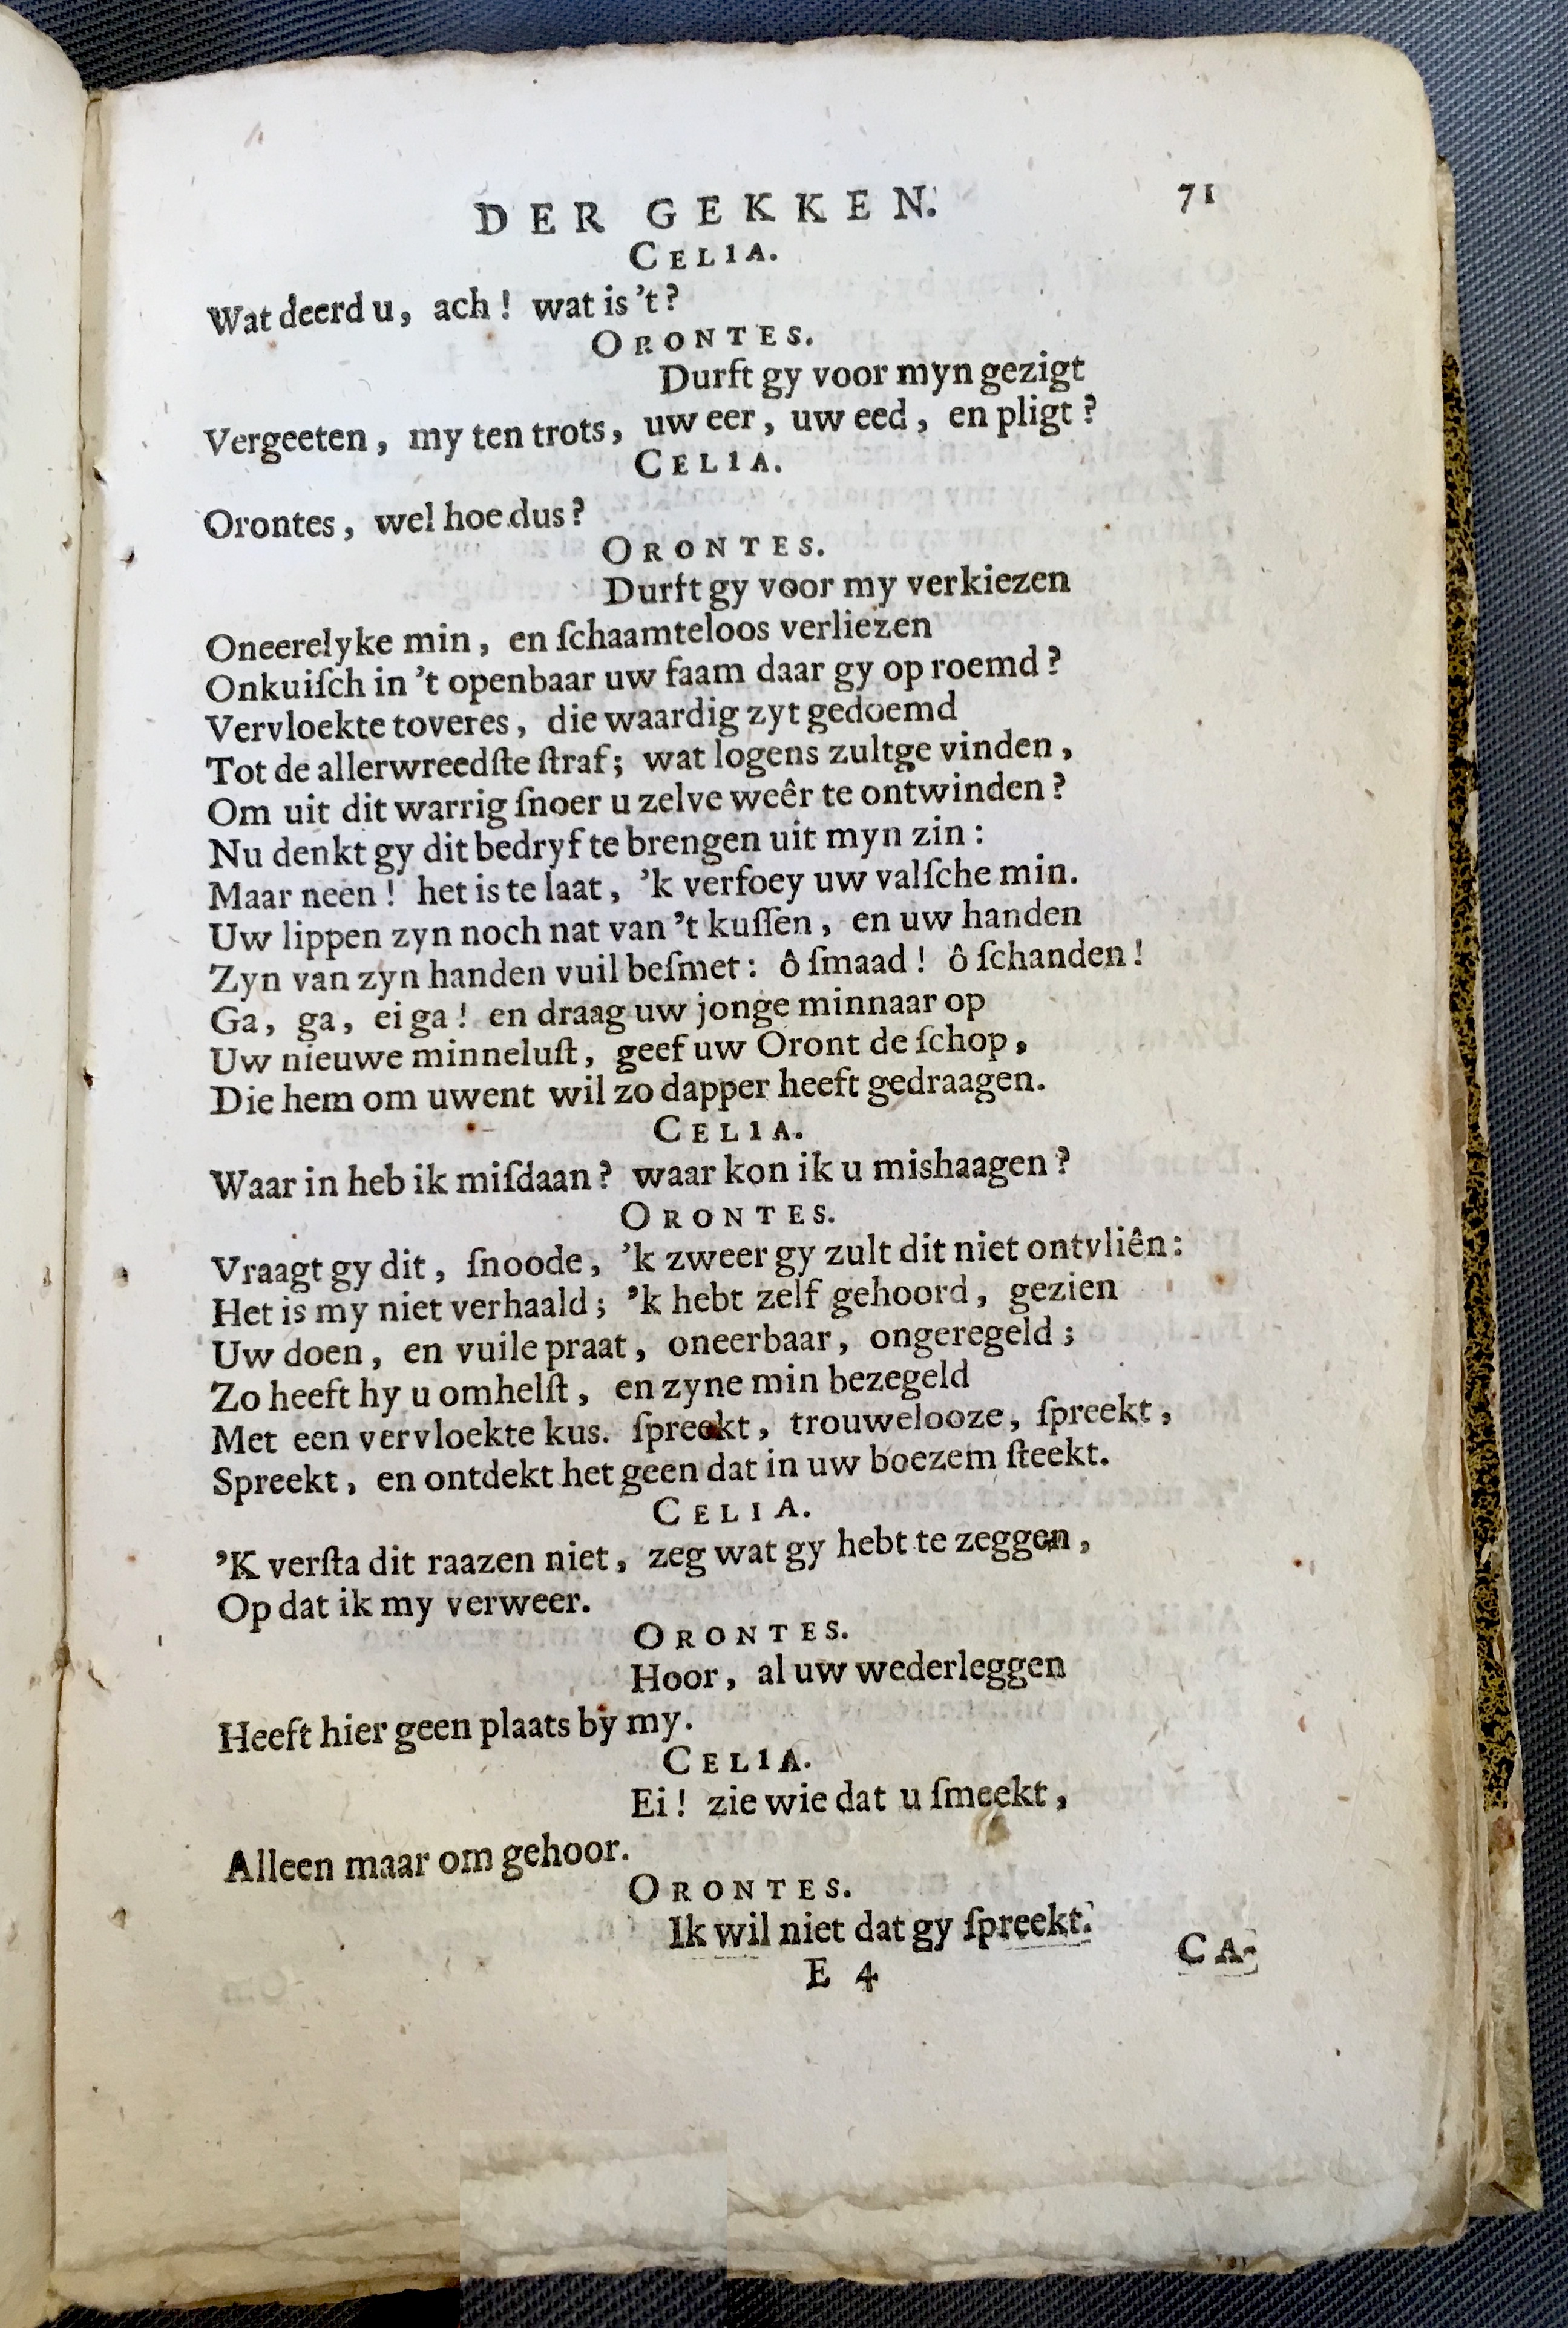 DER GEKKEN. 71
CELIA.
Wat deerd u, ach! wat is 't?
ORONTES.
Durft gy voor myn gezigt
Vergeeten, my ten trots, uw eer, uw eed, en pligt?
CELIA.
Orontes, wel hoe dus?
ORONTES.
Durft gy voor my verkiezen
Oneerelyke min, en ſchaamteloos verliezen
Onkuiſch in 't openbaar uw faam daar gy op roemd?
Vervloekte toveres, die waardig zyt gedoemd
Tot de allerwreedſte ſtraf; wat logens zultge vinden,
Om uit dit warrig ſnoer u zelve weêr te ontwinden?
Nu denkt gy dit bedryf te brengen uit myn zin:
Maar neen! het is te laat, 'k verfoey uw valſche min.
Uw lippen zyn noch nat van 't kuſſen, en uw handen
Zyn van zyn handen vuil beſmet: ô ſmaad! ô ſchanden!
Ga, ga, ei ga! en draag uw jonge minnaar op
Uw nieuwe minneluſt, geef uw Oront de ſchop,
Die hem om uwent wil zo dapper heeft gedraagen.
CELIA.
Waar in heb ik miſdaan? waar kon ik u mishaagen?
ORONTES.
Vraagt gy dit, ſnoode, 'k zweer gy zult dit niet ontvliên:
Het is my niet verhaald; 'k hebt zelf gehoord, gezien
Uw doen, en vuile praat, oneerbaar, ongeregeld;
Zo heeft hy u omhelſt, en zyne min bezegeld
Met een vervloekte kus. ſpreekt, trouwelooze, ſpreekt,
Spreekt, en ontdekt het geen dat in uw boezem ſteekt.
CELIA.
'K verſta dit raazen niet, zeg wat gy hebt te zeggen,
Op dat ik my verweer.
ORONTES.
Hoor, al uw wederleggen
Heeft hier geen plaats by my.
CELIA.
Ei! zie wie dat u ſmeekt,
Alleen maar om gehoor.
ORONTES.
Ik wil niet dat gy ſpreekt.
E 4 CA-